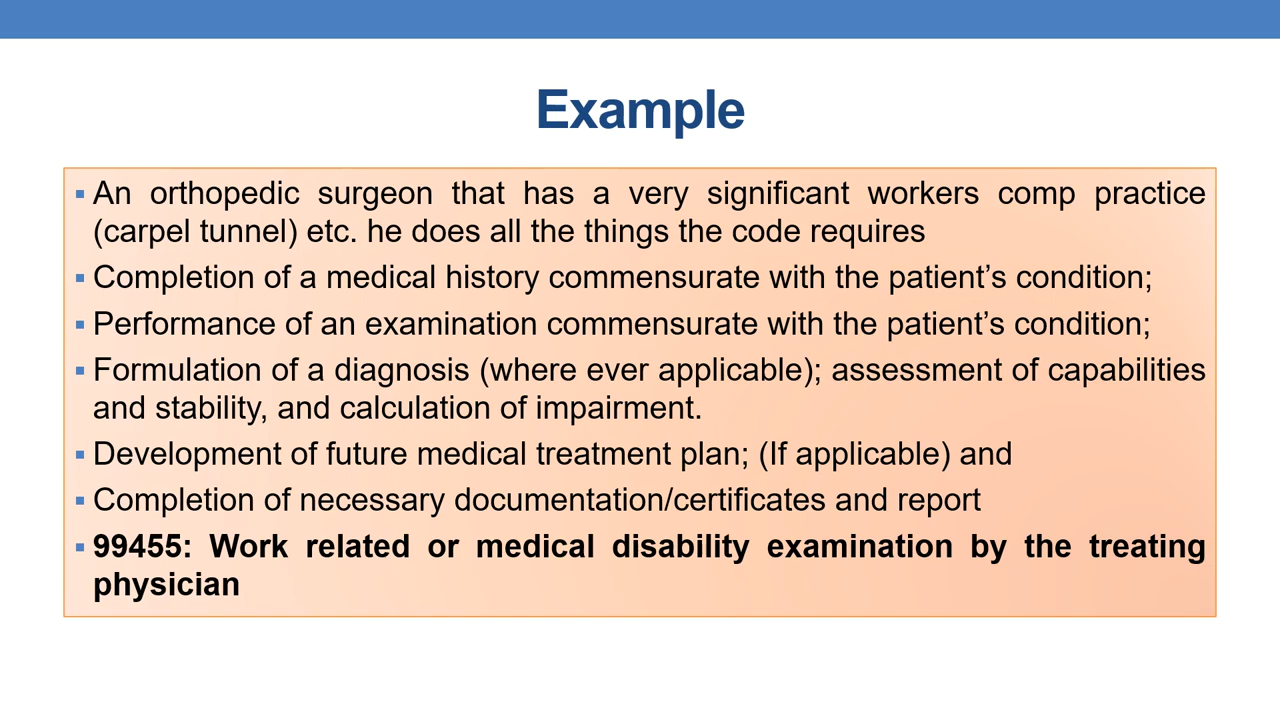 Example
▪ An orthopedic surgeon that has a very significant workers comp practice
(carpel tunnel) etc. he does all the things the code requires
▪ Completion of a medical history commensurate with the patient’s condition;
▪ Performance of an examination commensurate with the patient’s condition;
▪ Formulation of a diagnosis (where ever applicable); assessment of capabilities
and stability, and calculation of impairment.
▪ Development of future medical treatment plan; (If applicable) and
▪ Completion of necessary documentation/certificates and report
▪ 99455: Work related or medical disability examination by the treating
physician